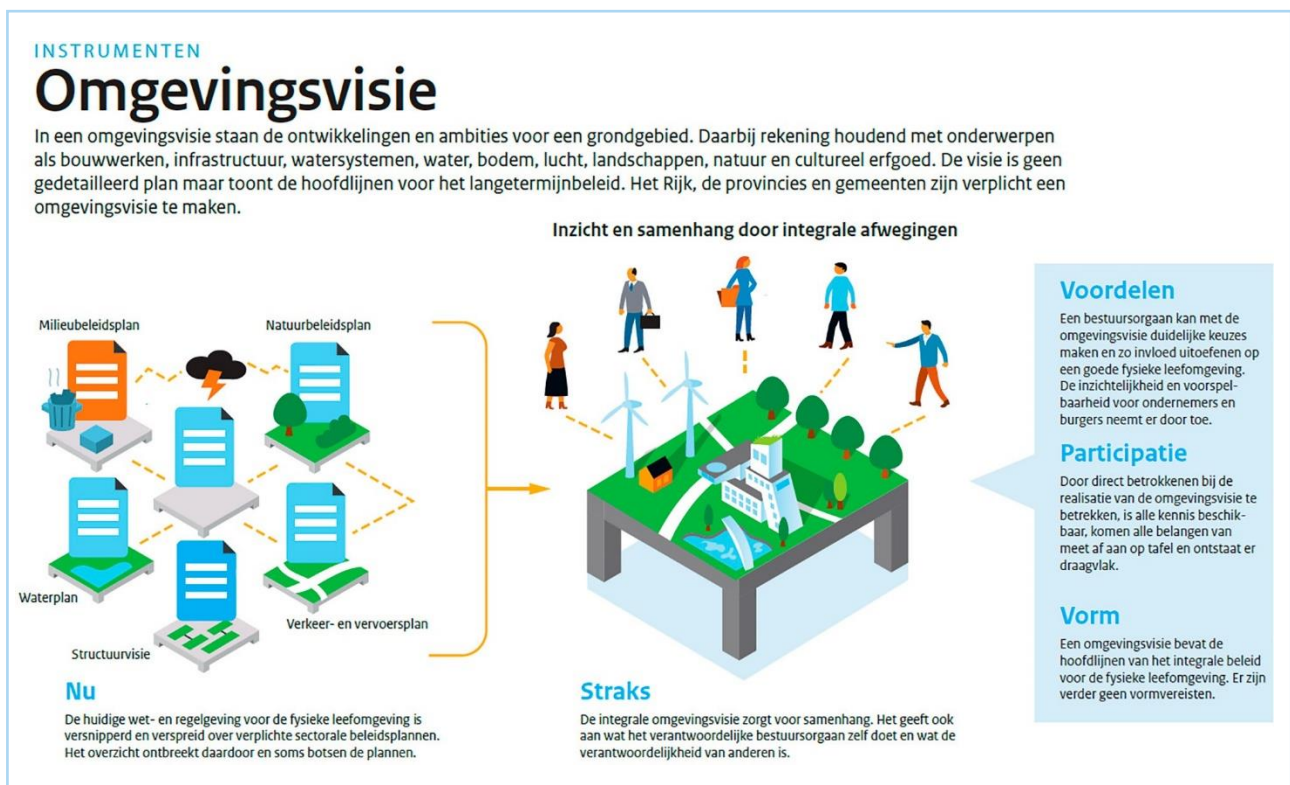 INSTRUMENTEN
Omgevingsvisie
In een omgevingsvisie staan de ontwikkelingen en ambities voor een grondgebied. Daarbij rekening houdend met onderwerpen
als bouwwerken, infrastructuur, watersystemen, water, bodem, lucht, landschappen, natuur en cultureel erfgoed. De visie is geen
gedetailleerd plan maar toont de hoofdlijnen voor het langetermijnbeleid. Het Rijk, de provincies en gemeenten zijn verplicht een
omgevingsvisie te maken.
Milieubeleidsplan
Natuurbeleidsplan
Waterplan
Verkeer- en vervoersplan
Structuurvisie
Nu
De huidige wet- en regelgeving voor de fysieke leefomgeving is
versnipperd en verspreid over verplichte sectorale beleidsplannen.
Het overzicht ontbreekt daardoor en soms botsen de plannen.
Inzicht en samenhang door integrale afwegingen
Straks
De integrale omgevingsvisie zorgt voor samenhang. Het geeft ook
aan wat het verantwoordelijke bestuursorgaan zelf doet en wat de
verantwoordelijkheid van anderen is.
Voordelen
Een bestuursorgaan kan met de
omgevingsvisie duidelijke keuzes
maken en zo invloed uitoefenen op
een goede fysieke leefomgeving.
De inzichtelijkheid en voorspel-
baarheid voor ondernemers en
burgers neemt er door toe.
Participatie
Door direct betrokkenen bij de
realisatie van de omgevingsvisie te
betrekken, is alle kennis beschik-
baar, komen alle belangen van
meet af aan op tafel en ontstaat er
draagvlak.
Vorm
Een omgevingsvisie bevat de
hoofdlijnen van het integrale beleid
voor de fysieke leefomgeving. Er zijn
verder geen vormvereisten.